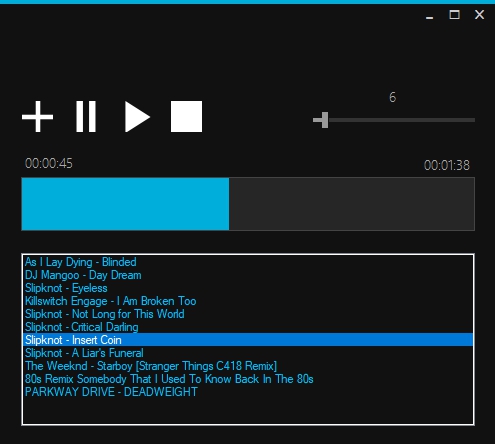 6
00:00:45
00:01:38
As I Lay Dying - Blinded
DJ Mangoo - Day Dream
Slipknot - Eyeless
Killswitch Engage - I Am Broken Too
Slipknot - Not Long for This World
Slipknot - Critical Darling
Slipknot - Insert Coin
Slipknot - A Liar's Funeral
The Weeknd - Starboy [Stranger Things C418 Remix]
80s Remix Somebody That I Used To Know Back In The 80s
PARKWAY DRIVE - DEADWEIGHT